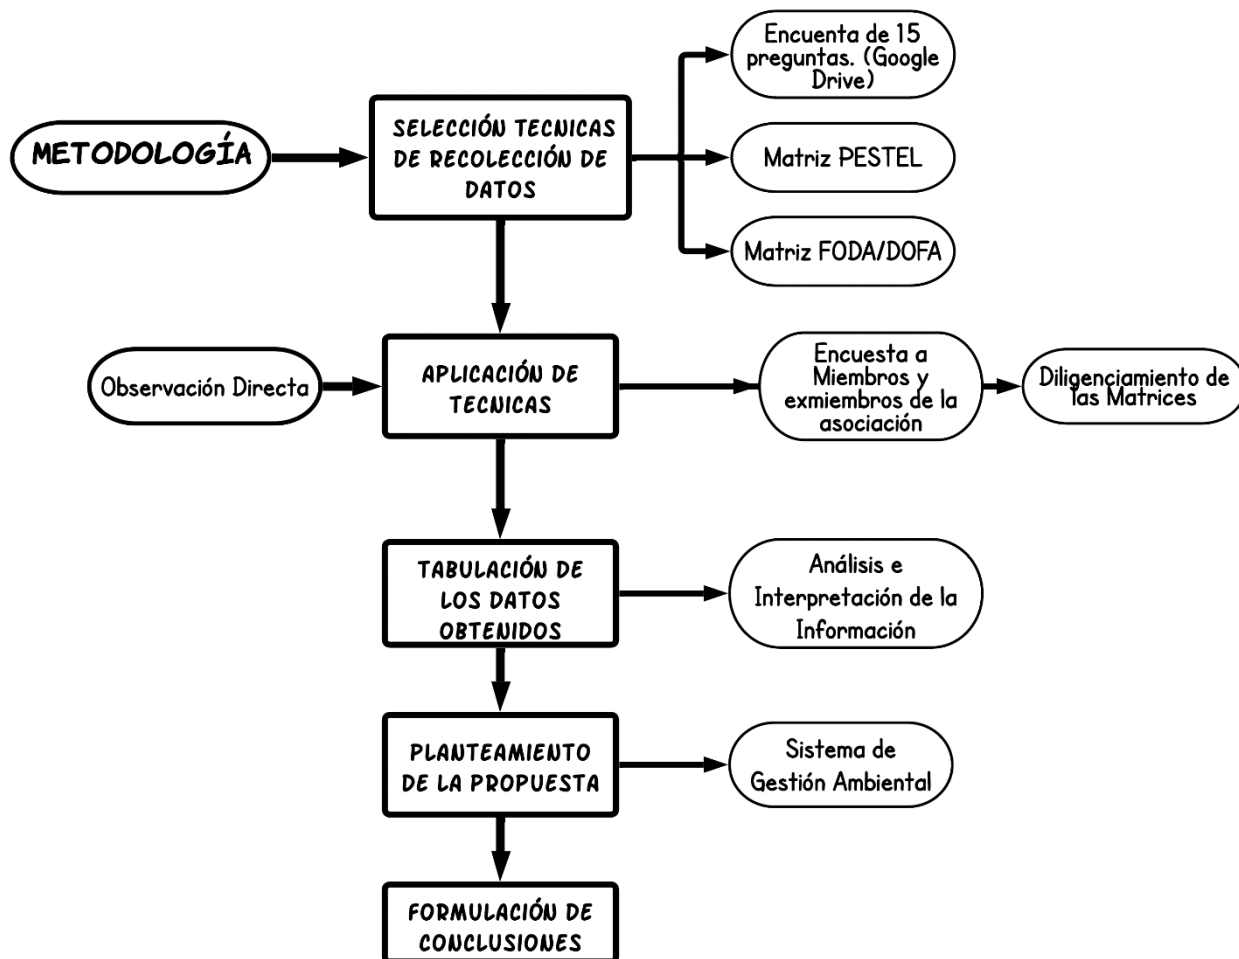 METODOLOGÍA
SELECCIÓN TECNICAS
DE RECOLECCIÓN DE
DATOS
Encuenta de 15
preguntas. (Google
Drive)
Matriz PESTEL
Matriz FODA/DOFA
Observación Directa
APLICACIÓN DE
TECNICAS
Encuesta a
Miembros y
exmiembros de la
asociación
Diligenciamiento de
las Matrices
TABULACIÓN DE
LOS DATOS
OBTENIDOS
Análisis e
Interpretación de la
Información
PLANTEAMIENTO
DE LA PROPUESTA
Sistema de
Gestión Ambiental
FORMULACIÓN DE
CONCLUSIONES